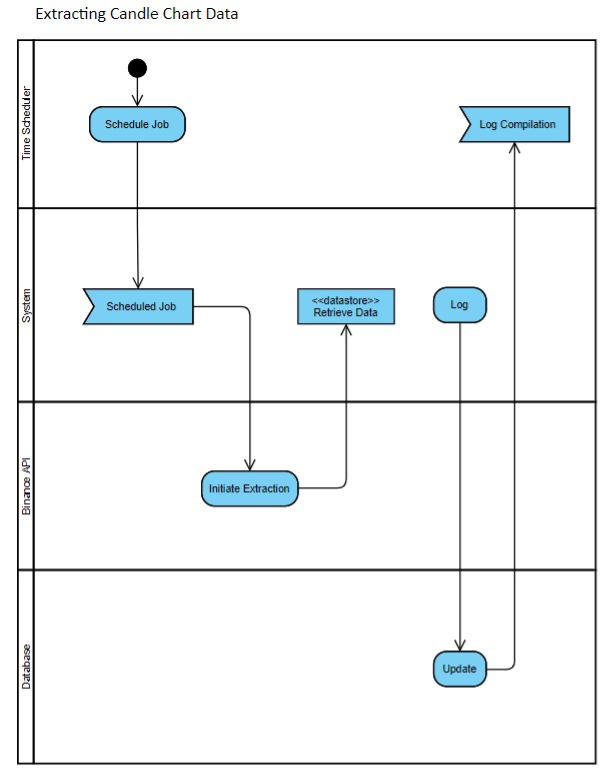 Extracting Candle Chart Data
Time Scheduler
Schedule Job
Log Compilation
System
Scheduled Job
<<datastore>>
Retrieve Data
Log
Binance API
Initiate Extraction
Database
Update